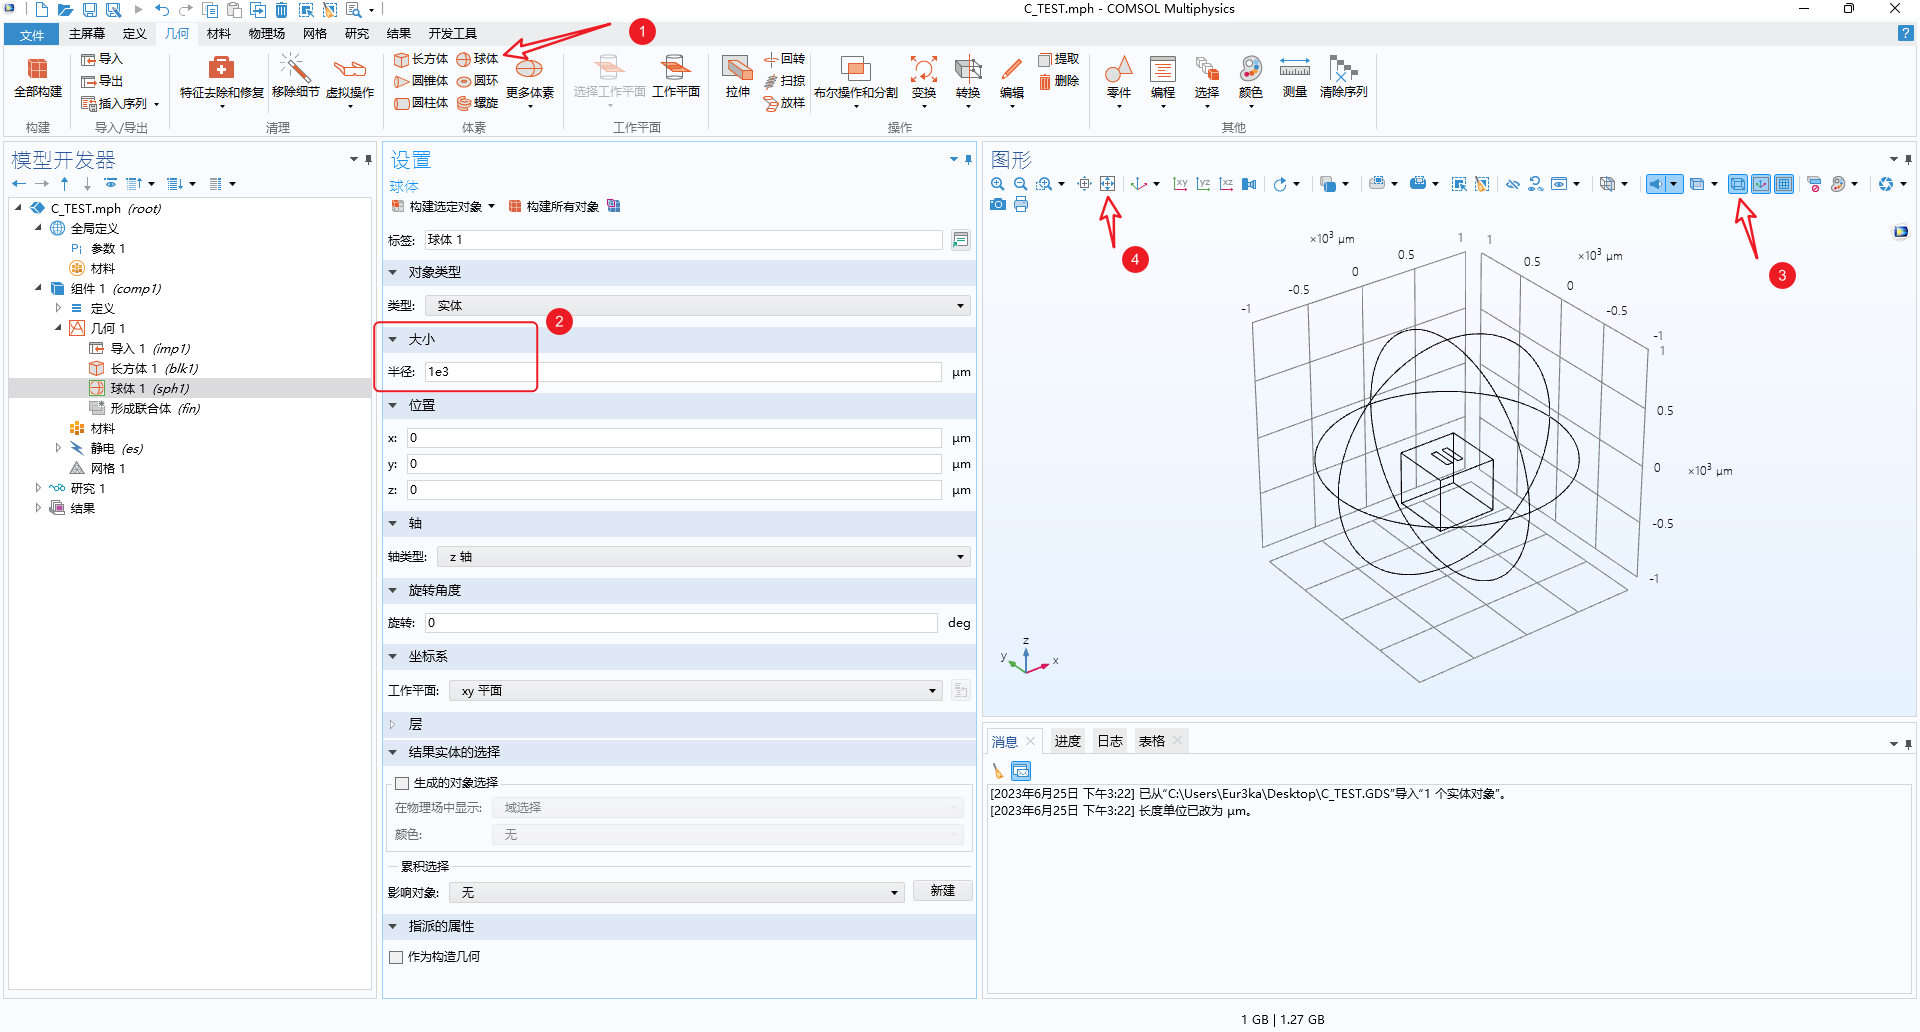 C_TEST.mph - COMSOL Multiphysics
文件 主屏幕 定义 几何 材料 物理场 网格 研究 结果 开发工具
1
全部构建
构建
导入
导出
插入序列
导入/导出
特征去除和修复
移除细节
虚拟操作
清理
长方体
球体
圆锥体
圆环
圆柱体
螺旋
更多体素
体素
选择工作平面
工作平面
工作平面
拉伸
回转
扫掠
放样
布尔操作和分割
变换
转换
编辑
提取
删除
操作
零件
编程
选择
颜色
测量
清除序列
其他
模型开发器
C_TEST.mph (root)
全局定义
Pi 参数 1
材料
组件 1 (comp1)
定义
几何 1
导入 1 (imp1)
长方体 1 (blk1)
球体 1 (sph1)
形成联合体 (fin)
材料
静电 (es)
网格 1
研究 1
结果
设置
球体
构建选定对象 构建所有对象
标签: 球体 1
对象类型
类型: 实体
2
大小
半径: 1e3 µm
位置
x: 0 µm
y: 0 µm
z: 0 µm
轴
轴类型: z 轴
旋转角度
旋转: 0 deg
坐标系
工作平面: xy 平面
层
结果实体的选择
生成的对象选择
在物理场中显示: 域选择
颜色: 无
累积选择
影响对象: 无 新建
指派的属性
作为构造几何
图形
xy yz xz
4
3
×10³ µm
1
0.5
0
-0.5
-1
1
0.5
×10³ µm
0
-0.5
-1
1
0.5
0
×10³ µm
-0.5
-1
z
y
x
消息 进度 日志 表格
[2023年6月25日 下午3:22] 已从“C:\Users\Eur3ka\Desktop\C_TEST.GDS”导入“1 个实体对象”。
[2023年6月25日 下午3:22] 长度单位已改为 µm。
1 GB | 1.27 GB